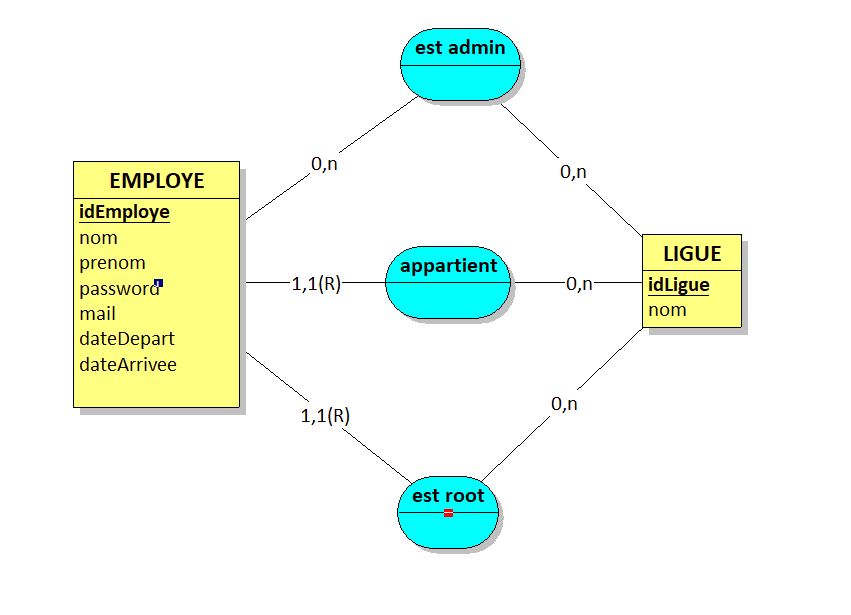 est admin
0,n
0,n
EMPLOYE
idEmploye
nom
prenom
password
mail
dateDepart
dateArrivee
1,1(R)
appartient
0,n
LIGUE
idLigue
nom
1,1(R)
0,n
est root